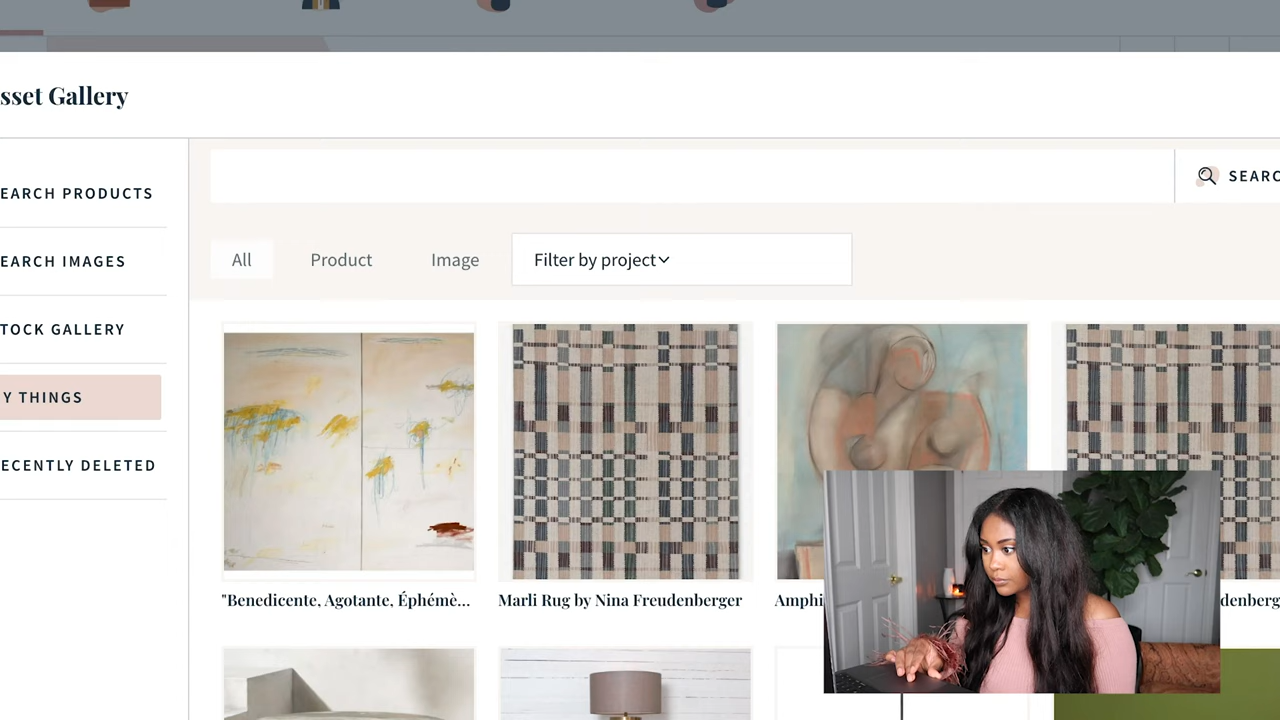 sset Gallery
EARCH PRODUCTS
SEARC
EARCH IMAGES
All Product Image Filter by project
TOCK GALLERY
Y THINGS
ECENTLY DELETED
"Benedicente, Agotante, Éphémè... Marli Rug by Nina Freudenberger Amphi denberg